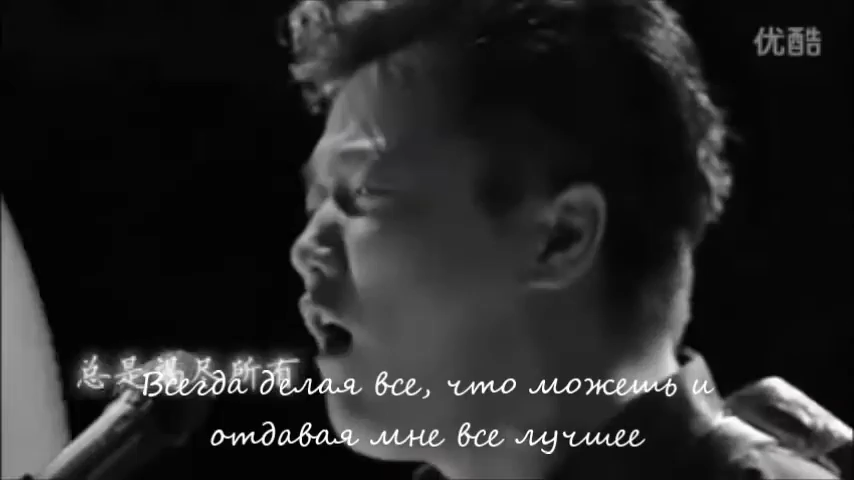 优酷
总是竭尽所有
Всегда делая все, что можешь и
отдавая мне все лучшее